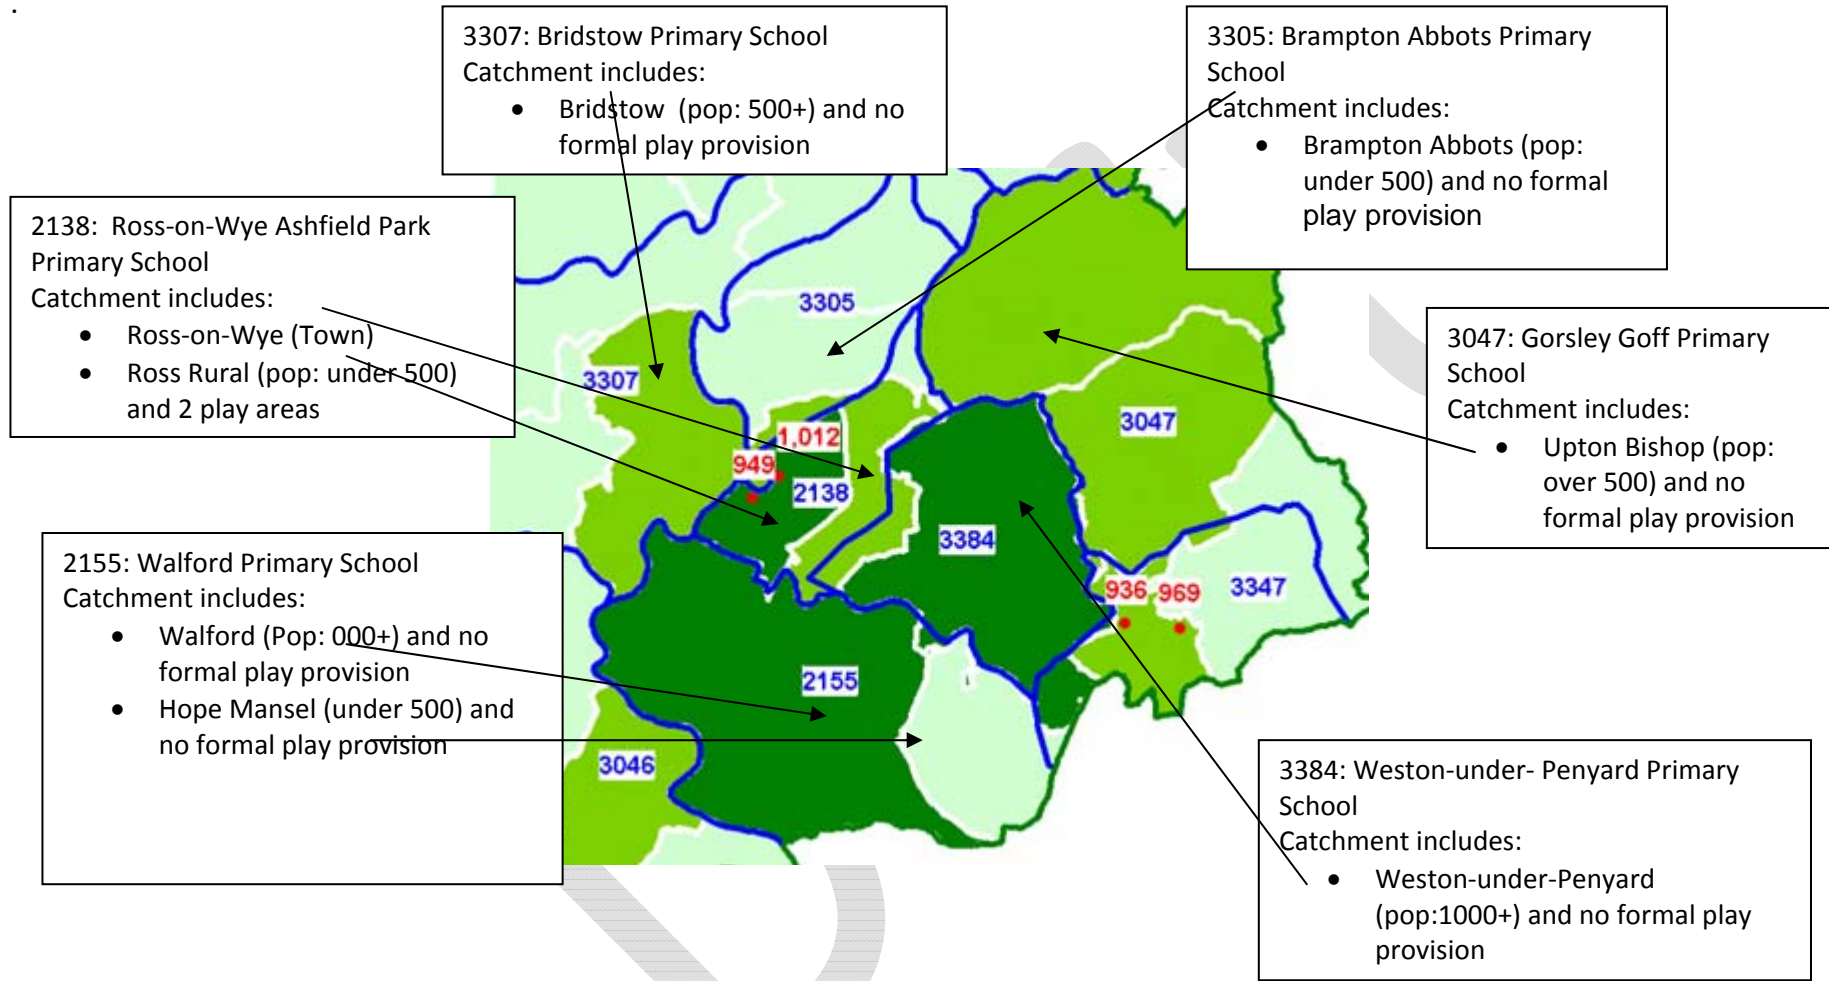 .
3307: Bridstow Primary School
Catchment includes:
• Bridstow (pop: 500+) and no
formal play provision
3305: Brampton Abbots Primary
School
Catchment includes:
• Brampton Abbots (pop:
under 500) and no formal
play provision
2138: Ross-on-Wye Ashfield Park
Primary School
Catchment includes:
• Ross-on-Wye (Town)
• Ross Rural (pop: under 500)
and 2 play areas
3047: Gorsley Goff Primary
School
Catchment includes:
• Upton Bishop (pop:
over 500) and no
formal play provision
2155: Walford Primary School
Catchment includes:
• Walford (Pop: 000+) and no
formal play provision
• Hope Mansel (under 500) and
no formal play provision
3384: Weston-under- Penyard Primary
School
Catchment includes:
• Weston-under-Penyard
(pop:1000+) and no formal play
provision
3305
3307
3047
1,012
949
2138
3384
936
969
3347
2155
3046